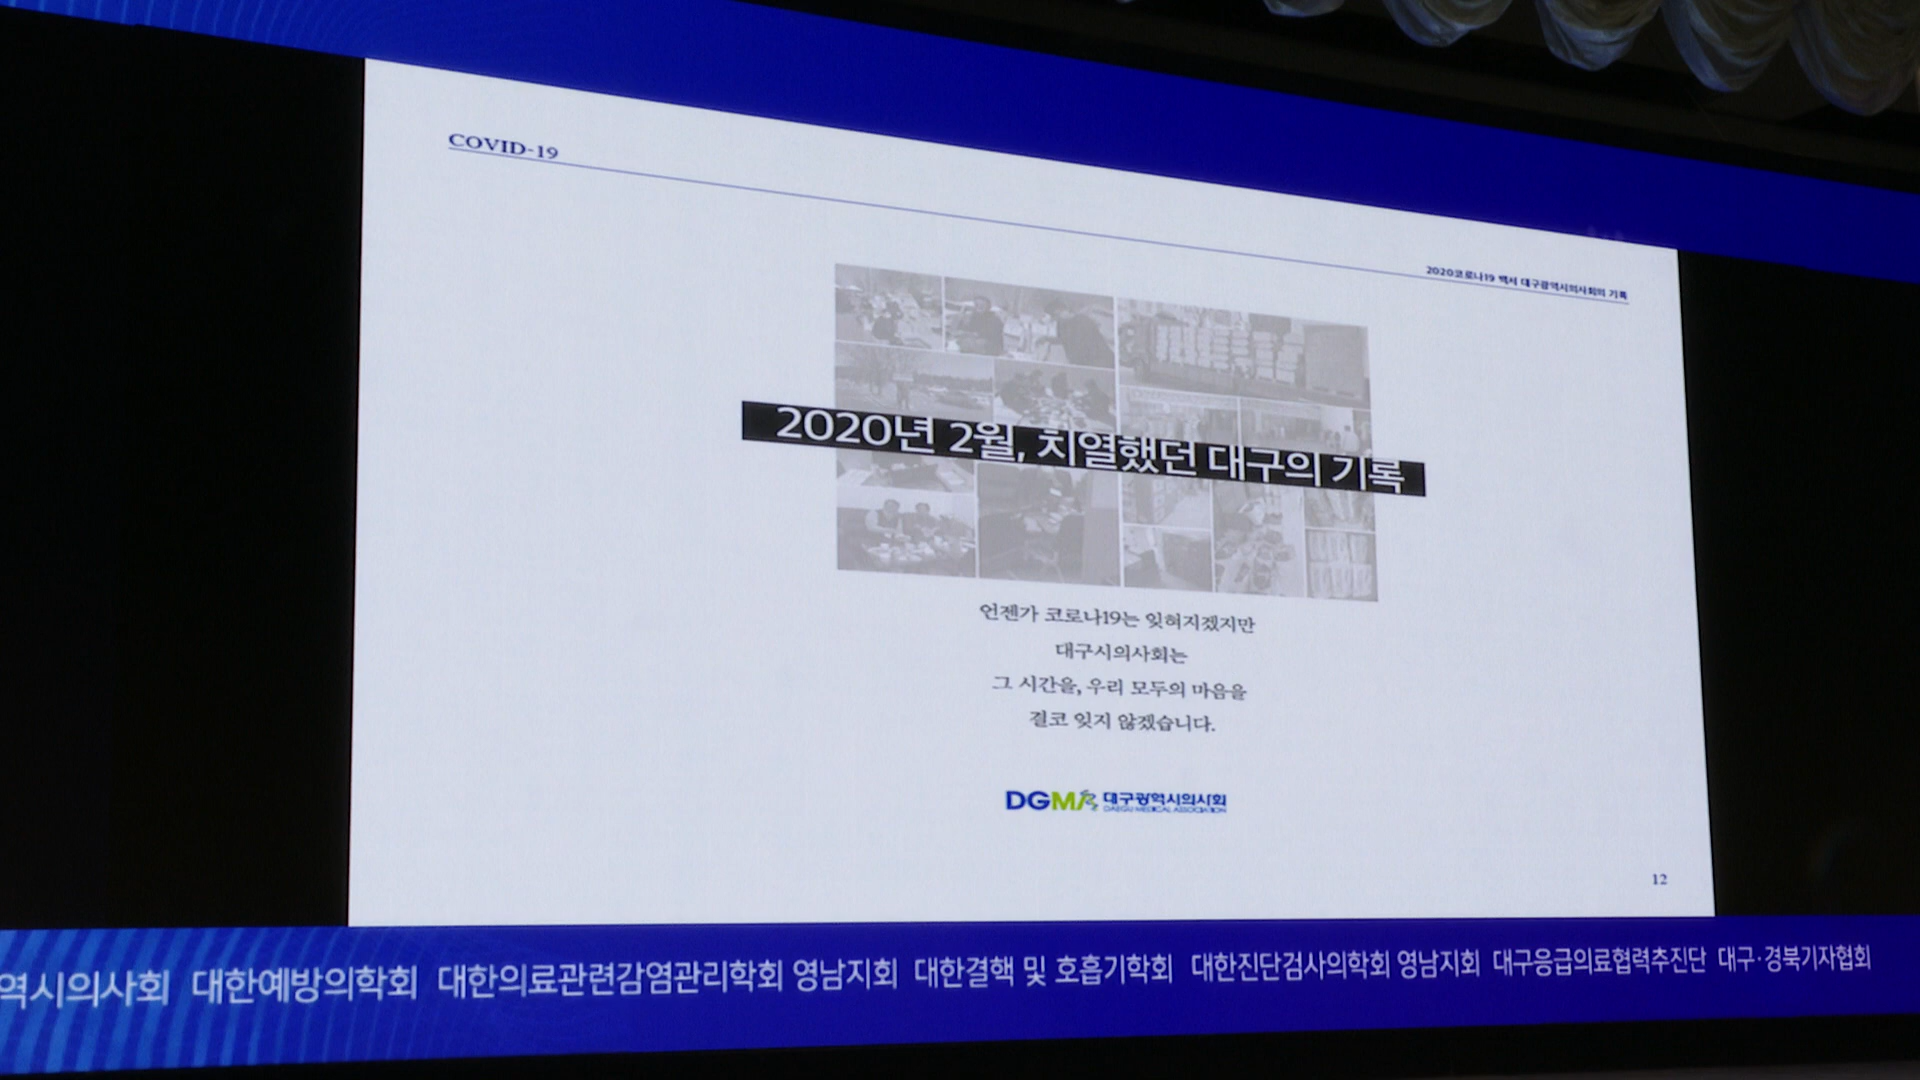 COVID-19
2020코로나19 백서 대구광역시의사회의 기록
2020년 2월, 치열했던 대구의 기록
언젠가 코로나19는 잊혀지겠지만
대구시의사회는
그 시간을, 우리 모두의 마음을
결코 잊지 않겠습니다.
DGMA 대구광역시의사회
DAEGU MEDICAL ASSOCIATION
12
역시의사회 대한예방의학회 대한의료관련감염관리학회 영남지회 대한결핵 및 호흡기학회 대한진단검사의학회 영남지회 대구응급의료협력추진단 대구·경북기자협회